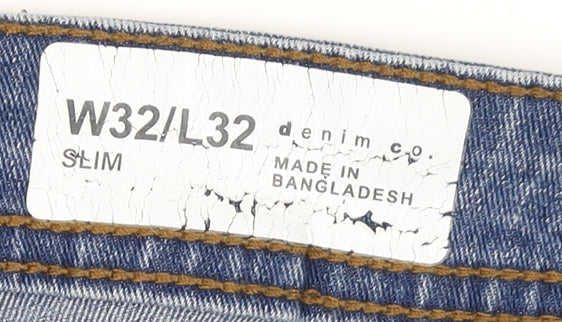 W32/L32
SLIM
denim co.
MADE IN
BANGLADESH